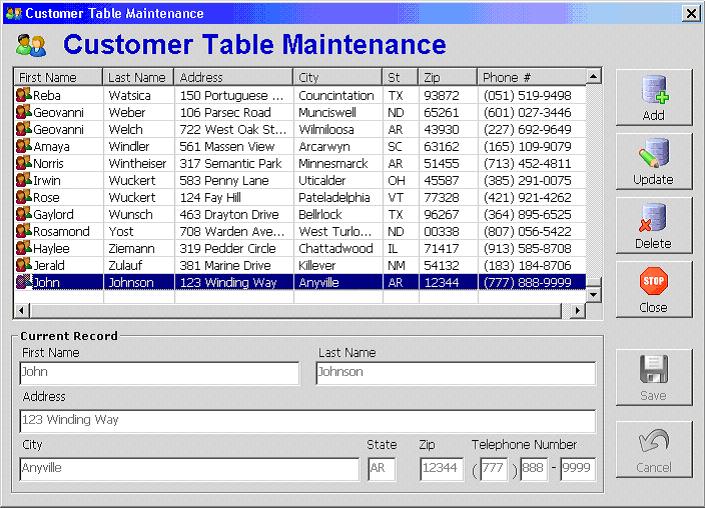 Customer Table Maintenance
Customer Table Maintenance
First Name Last Name Address City St Zip Phone #
Reba Watsica 150 Portuguese ... Councintation TX 93872 (051) 519-9498
Geovanni Weber 106 Parsec Road Munciswell ND 65261 (601) 027-3446
Geovanni Welch 722 West Oak St... Wilmiloosa AR 43930 (227) 692-9649
Amaya Windler 561 Massen View Arcarwyn SC 63162 (165) 109-9079
Norris Wintheiser 317 Semantic Park Minnesmarck AR 51455 (713) 452-4811
Irwin Wuckert 583 Penny Lane Uticalder OH 45587 (385) 291-0075
Rose Wuckert 124 Fay Hill Pateladelphia VT 77328 (421) 921-4262
Gaylord Wunsch 463 Drayton Drive Bellrlock TX 96267 (364) 895-6525
Rosamond Yost 708 Warden Ave... West Turlo... ND 00338 (807) 056-5422
Haylee Ziemann 319 Pedder Circle Chattadwood IL 71417 (913) 585-8708
Jerald Zulauf 381 Marine Drive Killever NM 54132 (183) 184-8706
John Johnson 123 Winding Way Anyville AR 12344 (777) 888-9999
Add
Update
Delete
STOP
Close
Current Record
First Name Last Name
John Johnson
Address
123 Winding Way
City State Zip Telephone Number
Anyville AR 12344 (777) 888 - 9999
Save
Cancel